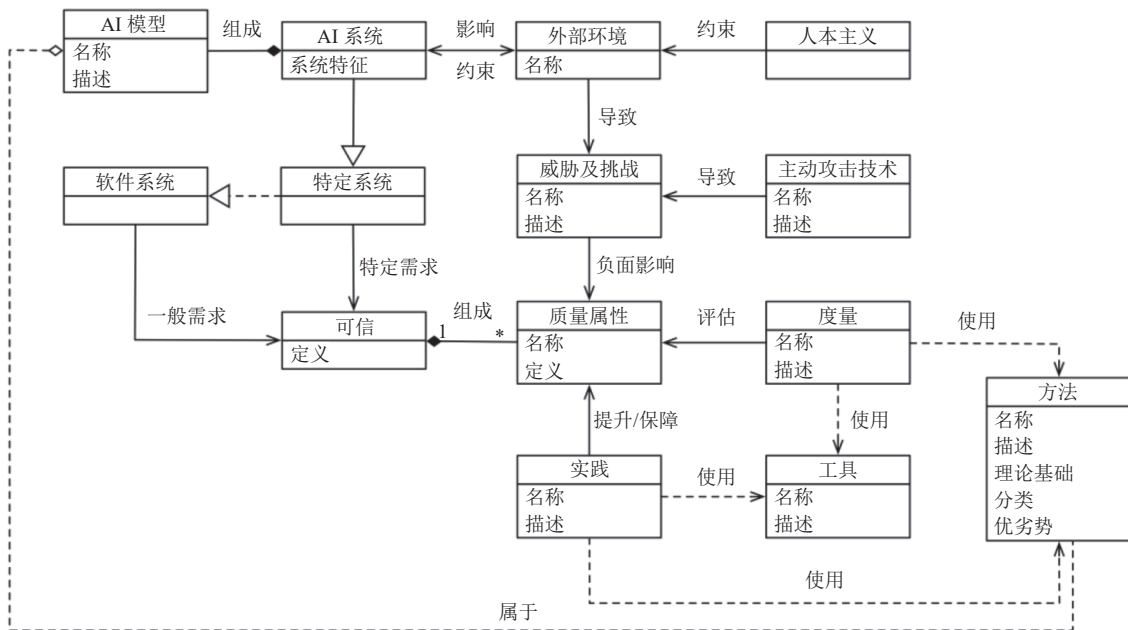 AI 模型
名称
描述
组成
AI 系统
系统特征
影响
约束
外部环境
名称
约束
人本主义
导致
软件系统
特定系统
威胁及挑战
名称
描述
导致
主动攻击技术
名称
描述
特定需求
负面影响
一般需求
可信
定义
组成
1
*
质量属性
名称
定义
评估
度量
名称
描述
使用
提升/保障
使用
方法
名称
描述
理论基础
分类
优劣势
实践
名称
描述
使用
工具
名称
描述
使用
属于